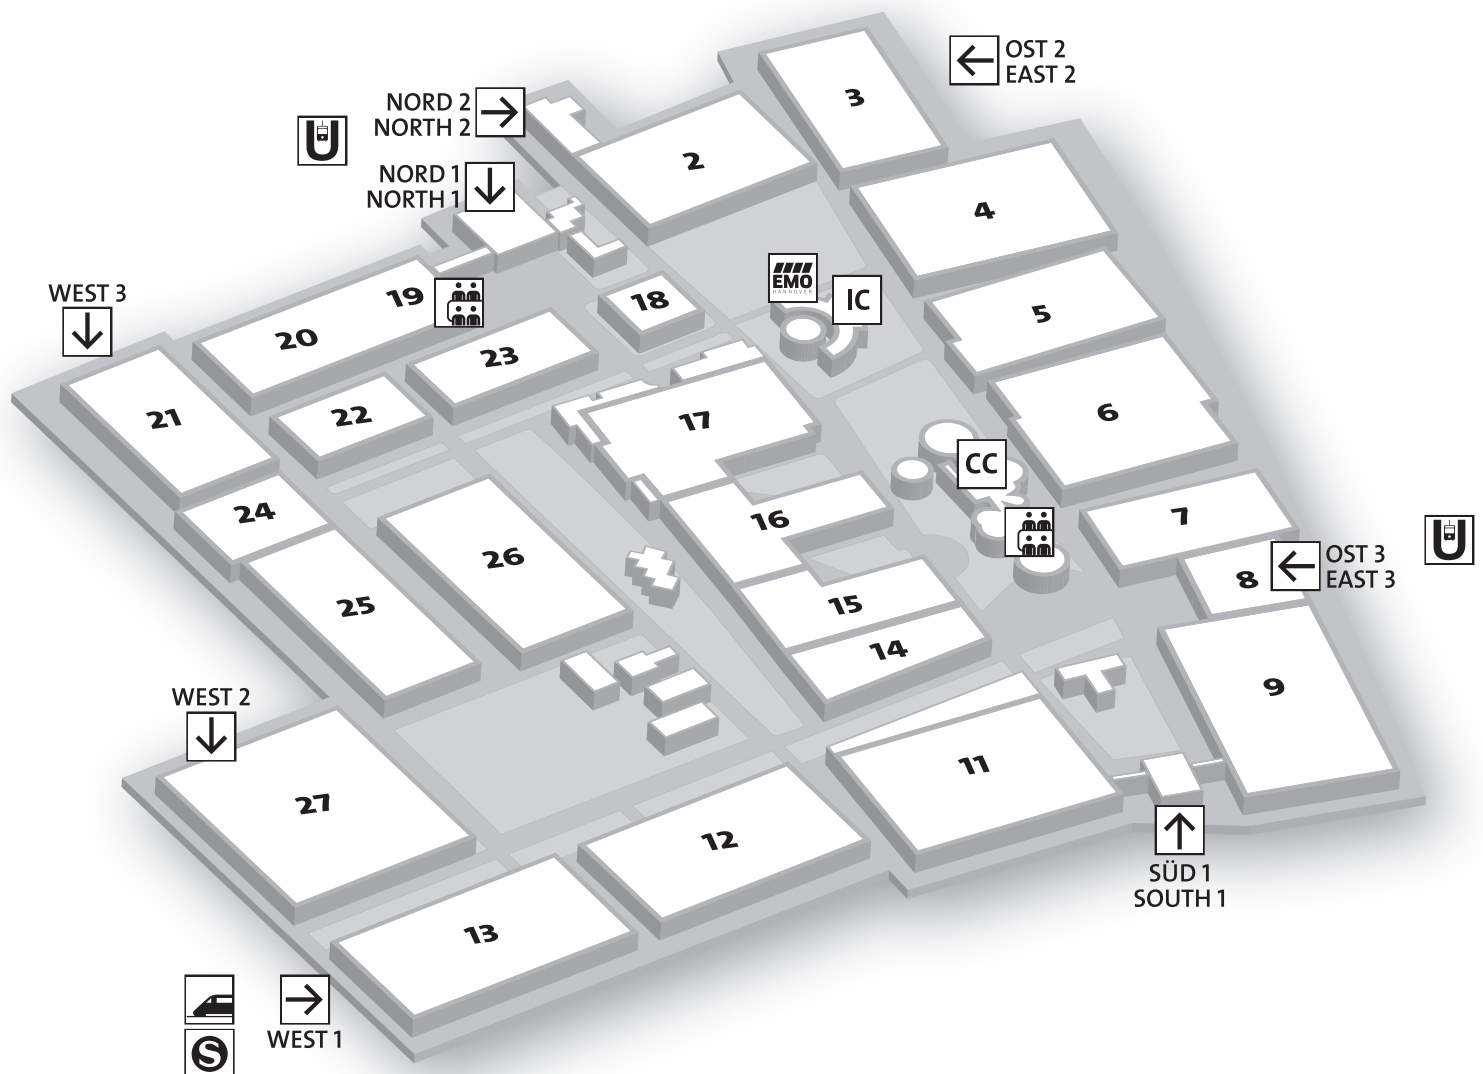 OST 2
EAST 2
3
NORD 2
NORTH 2
U
2
NORD 1
NORTH 1
4
EMO
HANNOVER
IC
WEST 3
19
18
5
20
23
21
22
17
6
CC
24
16
7
26
OST 3
EAST 3
U
8
25
15
14
9
WEST 2
11
27
12
SÜD 1
SOUTH 1
13
WEST 1
S